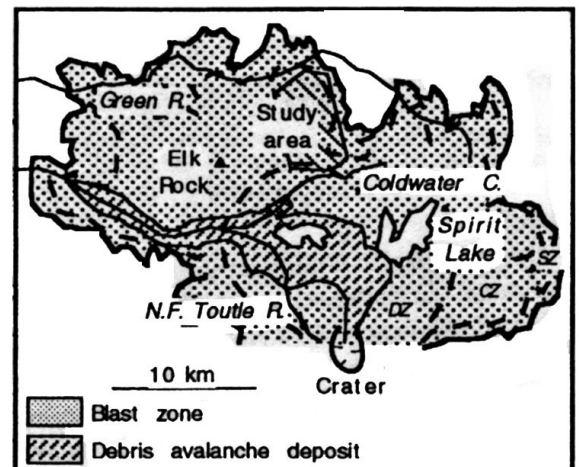 Green R.
Study
area
Elk
Rock
Coldwater C.
Spirit
Lake
SZ
CZ
DZ
N.F. Toutle R.
10 km
Crater
Blast zone
Debris avalanche deposit